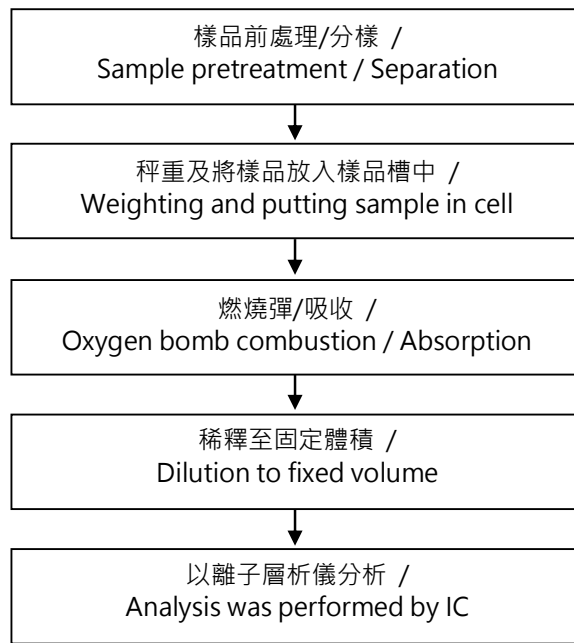 樣品前處理/分樣 /
Sample pretreatment / Separation
秤重及將樣品放入樣品槽中 /
Weighting and putting sample in cell
燃燒彈/吸收 /
Oxygen bomb combustion / Absorption
稀釋至固定體積 /
Dilution to fixed volume
以離子層析儀分析 /
Analysis was performed by IC